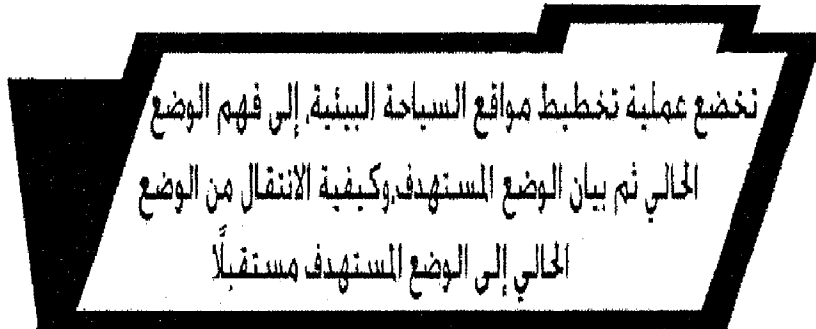 تخضع عملية تخطيط مواقع السياحة البيئية، إلى فهم الوضع
الحالي ثم بيان الوضع المستهدف،وكيفية الانتقال من الوضع
الحالي إلى الوضع المستهدف مستقبلًا